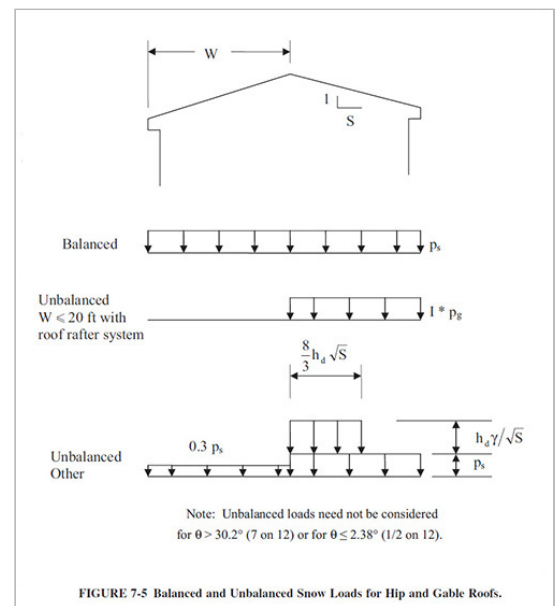 W
1
S
Balanced
pₛ
Unbalanced
W ≤ 20 ft with
roof rafter system
I * p₉
8/3 h_d √S
h_d γ/√S
0.3 pₛ
Unbalanced
Other
pₛ
Note: Unbalanced loads need not be considered
for θ > 30.2° (7 on 12) or for θ ≤ 2.38° (1/2 on 12).
FIGURE 7-5 Balanced and Unbalanced Snow Loads for Hip and Gable Roofs.